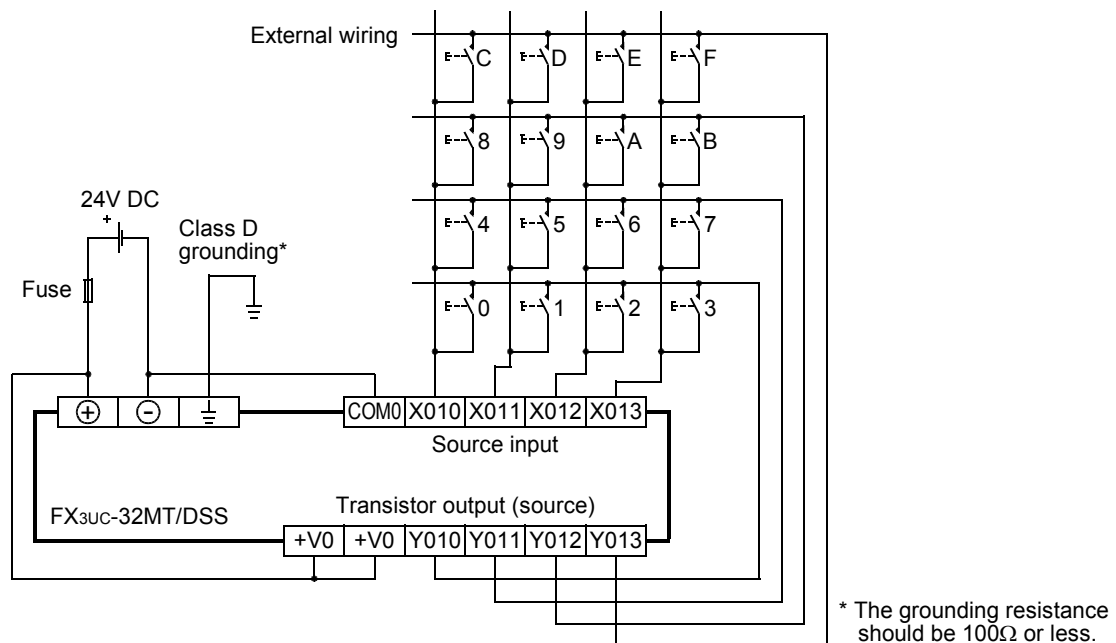 External wiring
C D E F
8 9 A B
24V DC
+
Class D
grounding*
4 5 6 7
Fuse
0 1 2 3
+ -
COM0 X010 X011 X012 X013
Source input
FX3UC-32MT/DSS
Transistor output (source)
+V0 +V0 Y010 Y011 Y012 Y013
* The grounding resistance
should be 100Ω or less.